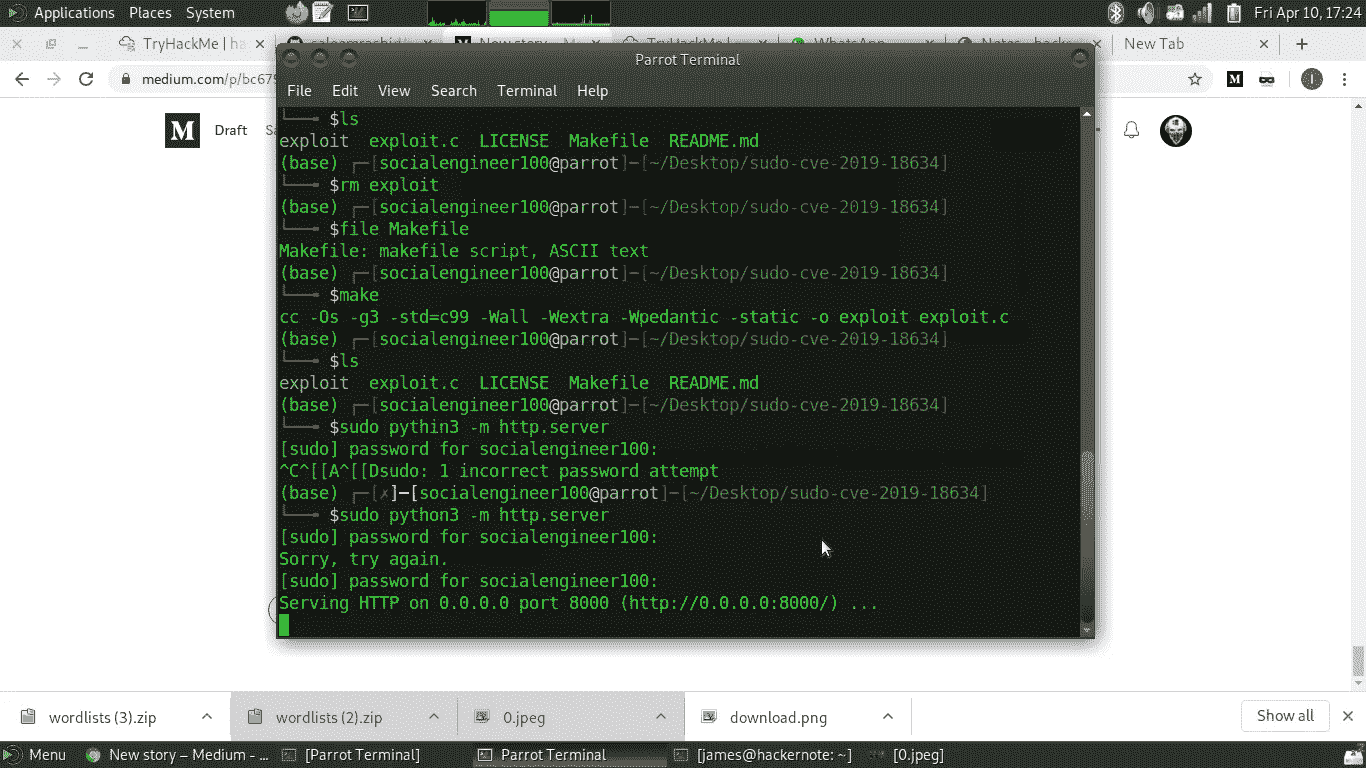 Applications Places System
Fri Apr 10, 17:24
TryHackMe | ha
New story – M
TryHackMe |
WhatsApp
New Tab
medium.com/p/bc679
Parrot Terminal
File Edit View Search Terminal Help
M Draft
$ls
exploit exploit.c LICENSE Makefile README.md
(base) ┌─[socialengineer100@parrot]─[~/Desktop/sudo-cve-2019-18634]
└── $rm exploit
(base) ┌─[socialengineer100@parrot]─[~/Desktop/sudo-cve-2019-18634]
└── $file Makefile
Makefile: makefile script, ASCII text
(base) ┌─[socialengineer100@parrot]─[~/Desktop/sudo-cve-2019-18634]
└── $make
cc -Os -g3 -std=c99 -Wall -Wextra -Wpedantic -static -o exploit exploit.c
(base) ┌─[socialengineer100@parrot]─[~/Desktop/sudo-cve-2019-18634]
└── $ls
exploit exploit.c LICENSE Makefile README.md
(base) ┌─[socialengineer100@parrot]─[~/Desktop/sudo-cve-2019-18634]
└── $sudo pythin3 -m http.server
[sudo] password for socialengineer100:
^C^[[A^[[Dsudo: 1 incorrect password attempt
(base) ┌─[✗]─[socialengineer100@parrot]─[~/Desktop/sudo-cve-2019-18634]
└── $sudo python3 -m http.server
[sudo] password for socialengineer100:
Sorry, try again.
[sudo] password for socialengineer100:
Serving HTTP on 0.0.0.0 port 8000 (http://0.0.0.0:8000/) ...
wordlists (3).zip
wordlists (2).zip
0.jpeg
download.png
Show all
Menu
New story – Medium - ...
[Parrot Terminal]
Parrot Terminal
[james@hackernote: ~]
[0.jpeg]